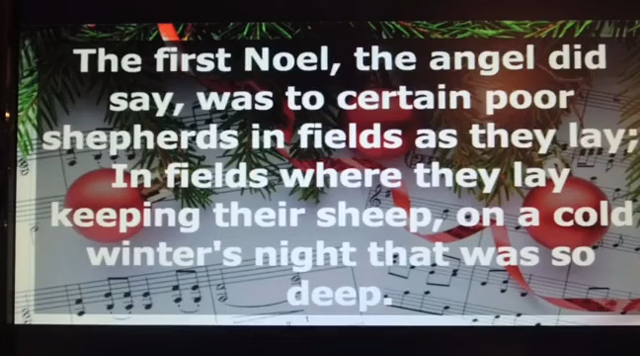 The first Noel, the angel did
say, was to certain poor
shepherds in fields as they lay;
In fields where they lay
keeping their sheep, on a cold
winter's night that was so
deep.